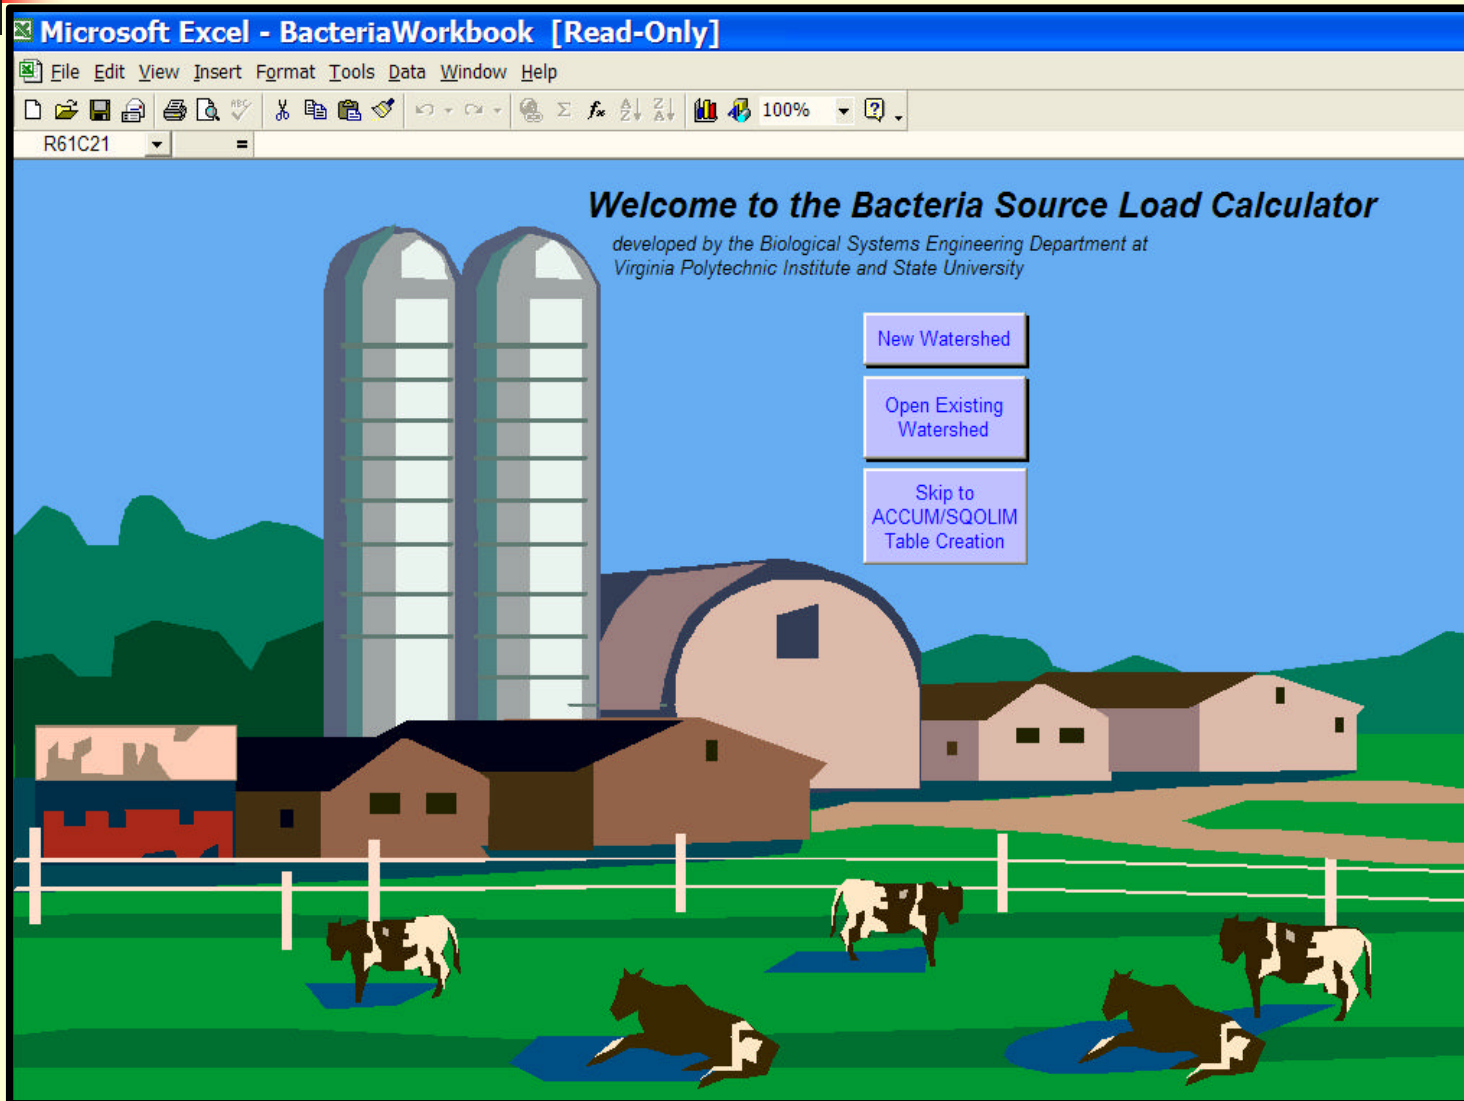 Microsoft Excel - BacteriaWorkbook [Read-Only]
File Edit View Insert Format Tools Data Window Help
ABC Σ fx A Z Z A 100% ?
R61C21 =
Welcome to the Bacteria Source Load Calculator
developed by the Biological Systems Engineering Department at
Virginia Polytechnic Institute and State University
New Watershed
Open Existing
Watershed
Skip to
ACCUM/SQOLIM
Table Creation